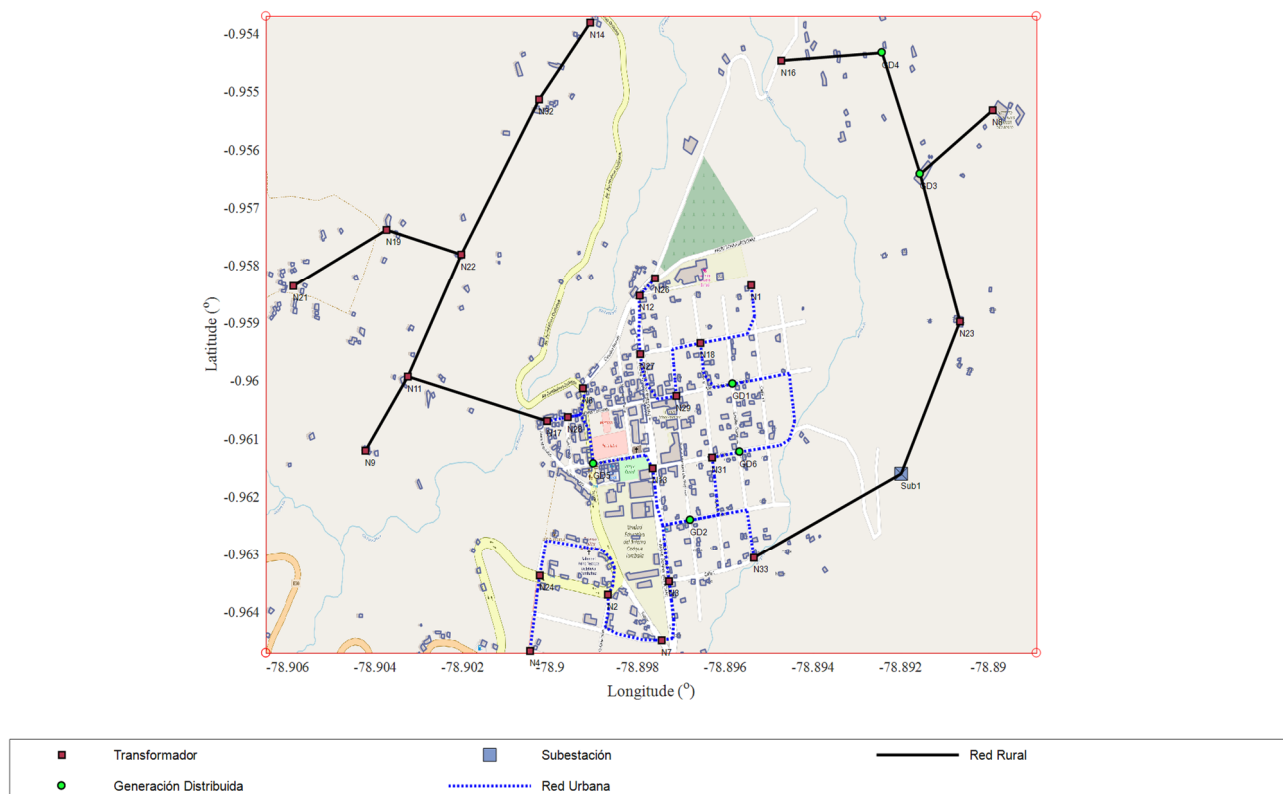 -0.954
N14
GD4
N16
-0.955
N32
N8
-0.956
GD3
-0.957
N19
-0.958
N22
N26
N21
N1
N12
-0.959
N23
N18
N27
-0.96
N11
GD1
N6
N29
N17
N28
-0.961
N9
GD5
N31
GD6
N13
Sub1
-0.962
GD2
-0.963
N33
N24
N3
N2
-0.964
N4
N7
-78.906
-78.904
-78.902
-78.9
-78.898
-78.896
-78.894
-78.892
-78.89
Latitude (°)
Longitude (°)
Transformador
Subestación
Red Rural
Generación Distribuida
Red Urbana